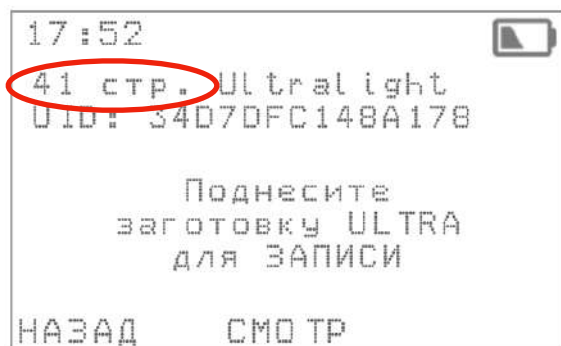 17:52
41 стр. Ultralight
UID: 34D7DFC148A178
Поднесите
заготовку ULTRA
для ЗАПИСИ
НАЗАД СМОТР